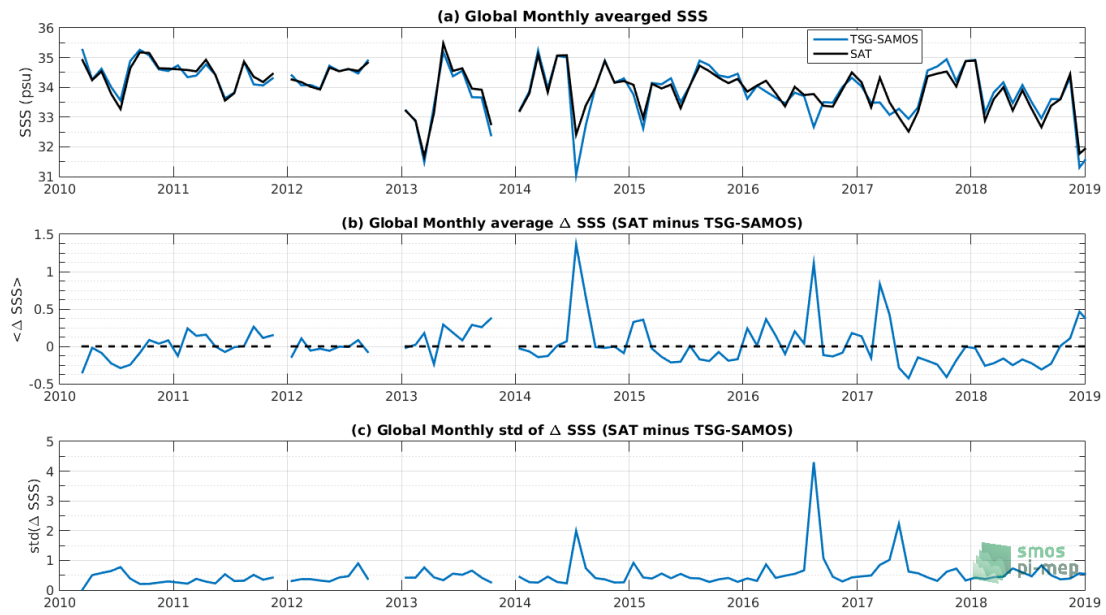 (a) Global Monthly avearged SSS
SSS (psu)
36
35
34
33
32
31
TSG-SAMOS
SAT
2010 2011 2012 2013 2014 2015 2016 2017 2018 2019
(b) Global Monthly average Δ SSS (SAT minus TSG-SAMOS)
<Δ SSS>
1.5
1
0.5
0
-0.5
2010 2011 2012 2013 2014 2015 2016 2017 2018 2019
(c) Global Monthly std of Δ SSS (SAT minus TSG-SAMOS)
std(Δ SSS)
5
4
3
2
1
0
2010 2011 2012 2013 2014 2015 2016 2017 2018 2019
smos
pi-mep